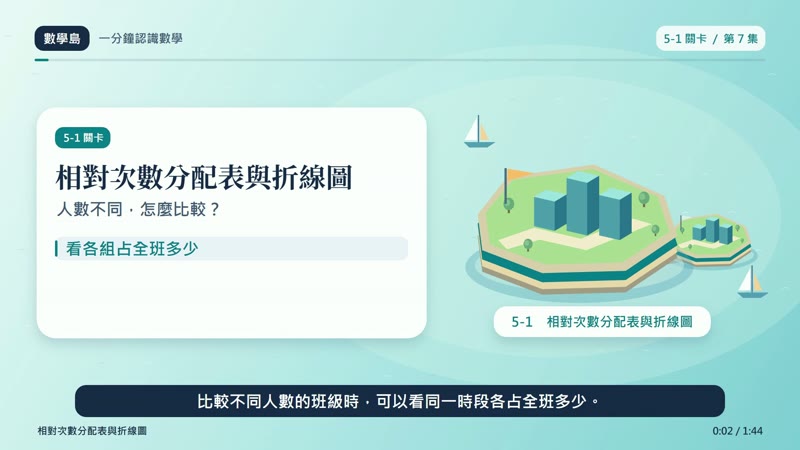 數學島 一分鐘認識數學
5-1 關卡 / 第 7 集
5-1 關卡
相對次數分配表與折線圖
人數不同，怎麼比較？
看各組占全班多少
5-1 相對次數分配表與折線圖
比較不同人數的班級時，可以看同一時段各占全班多少。
相對次數分配表與折線圖
0:02 / 1:44